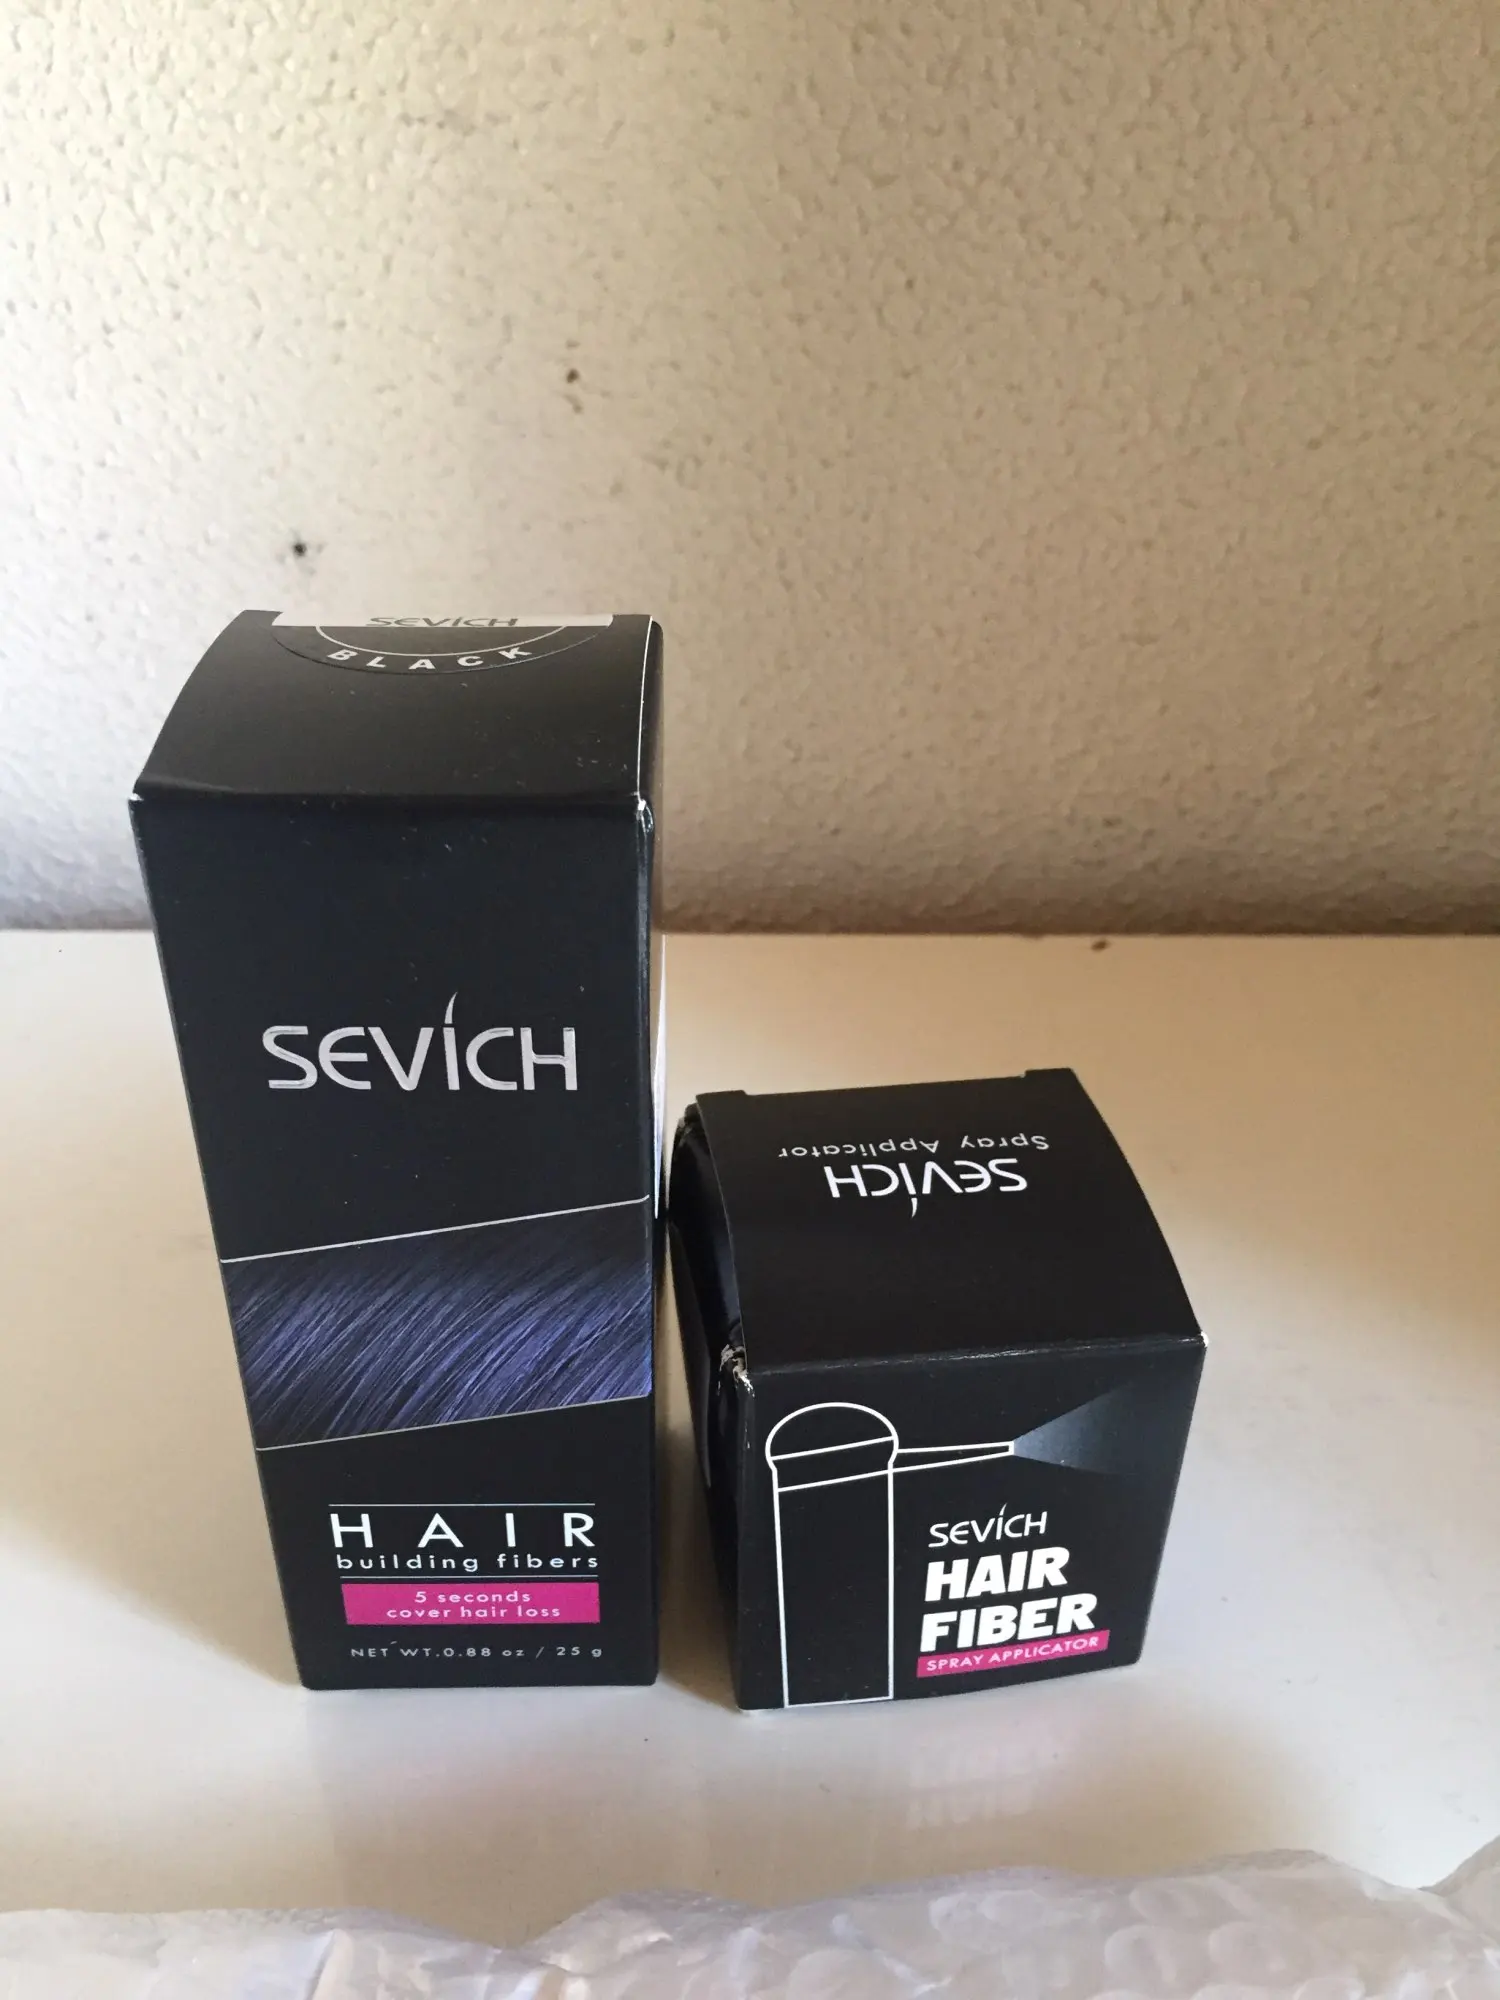 SEVICH
BLACK
SEVICH
HAIR
building fibers
5 seconds
cover hair loss
NET WT.0.88 oz / 25 g
SEVICH
Spray Applicator
SEVICH
HAIR
FIBER
SPRAY APPLICATOR